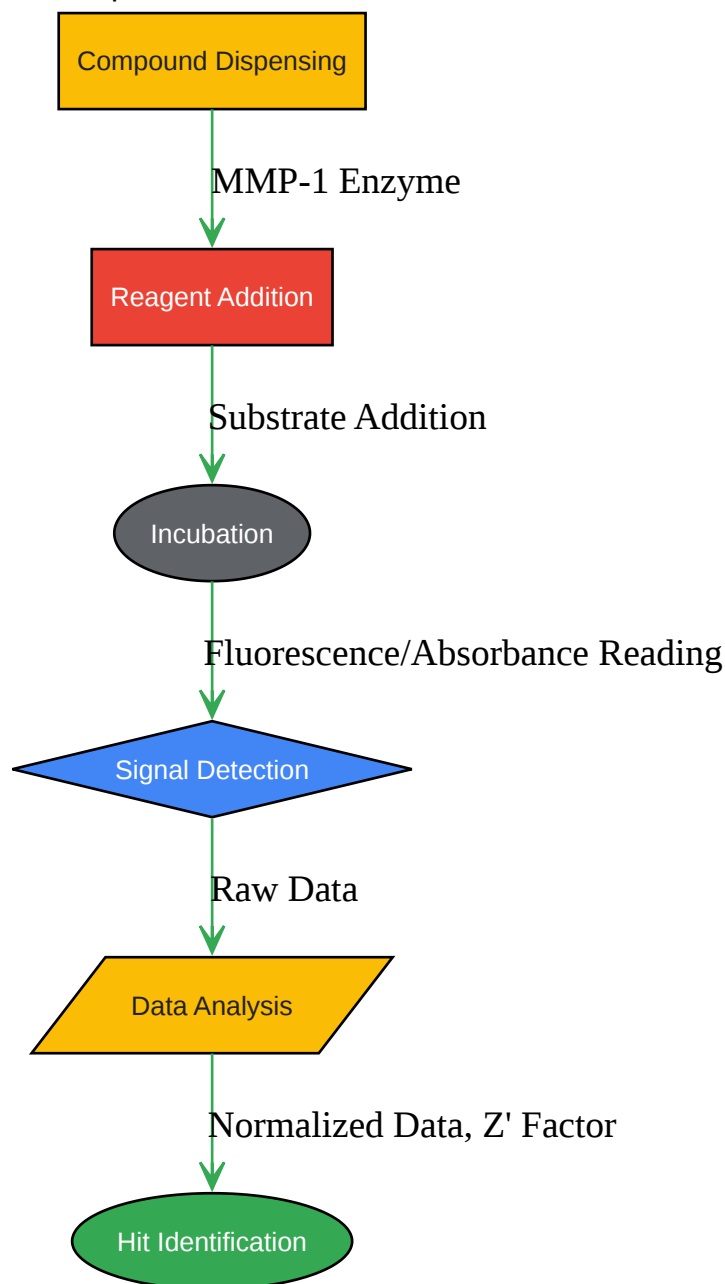 Compound Dispensing
MMP-1 Enzyme
Reagent Addition
Substrate Addition
Incubation
Fluorescence/Absorbance Reading
Signal Detection
Raw Data
Data Analysis
Normalized Data, Z' Factor
Hit Identification